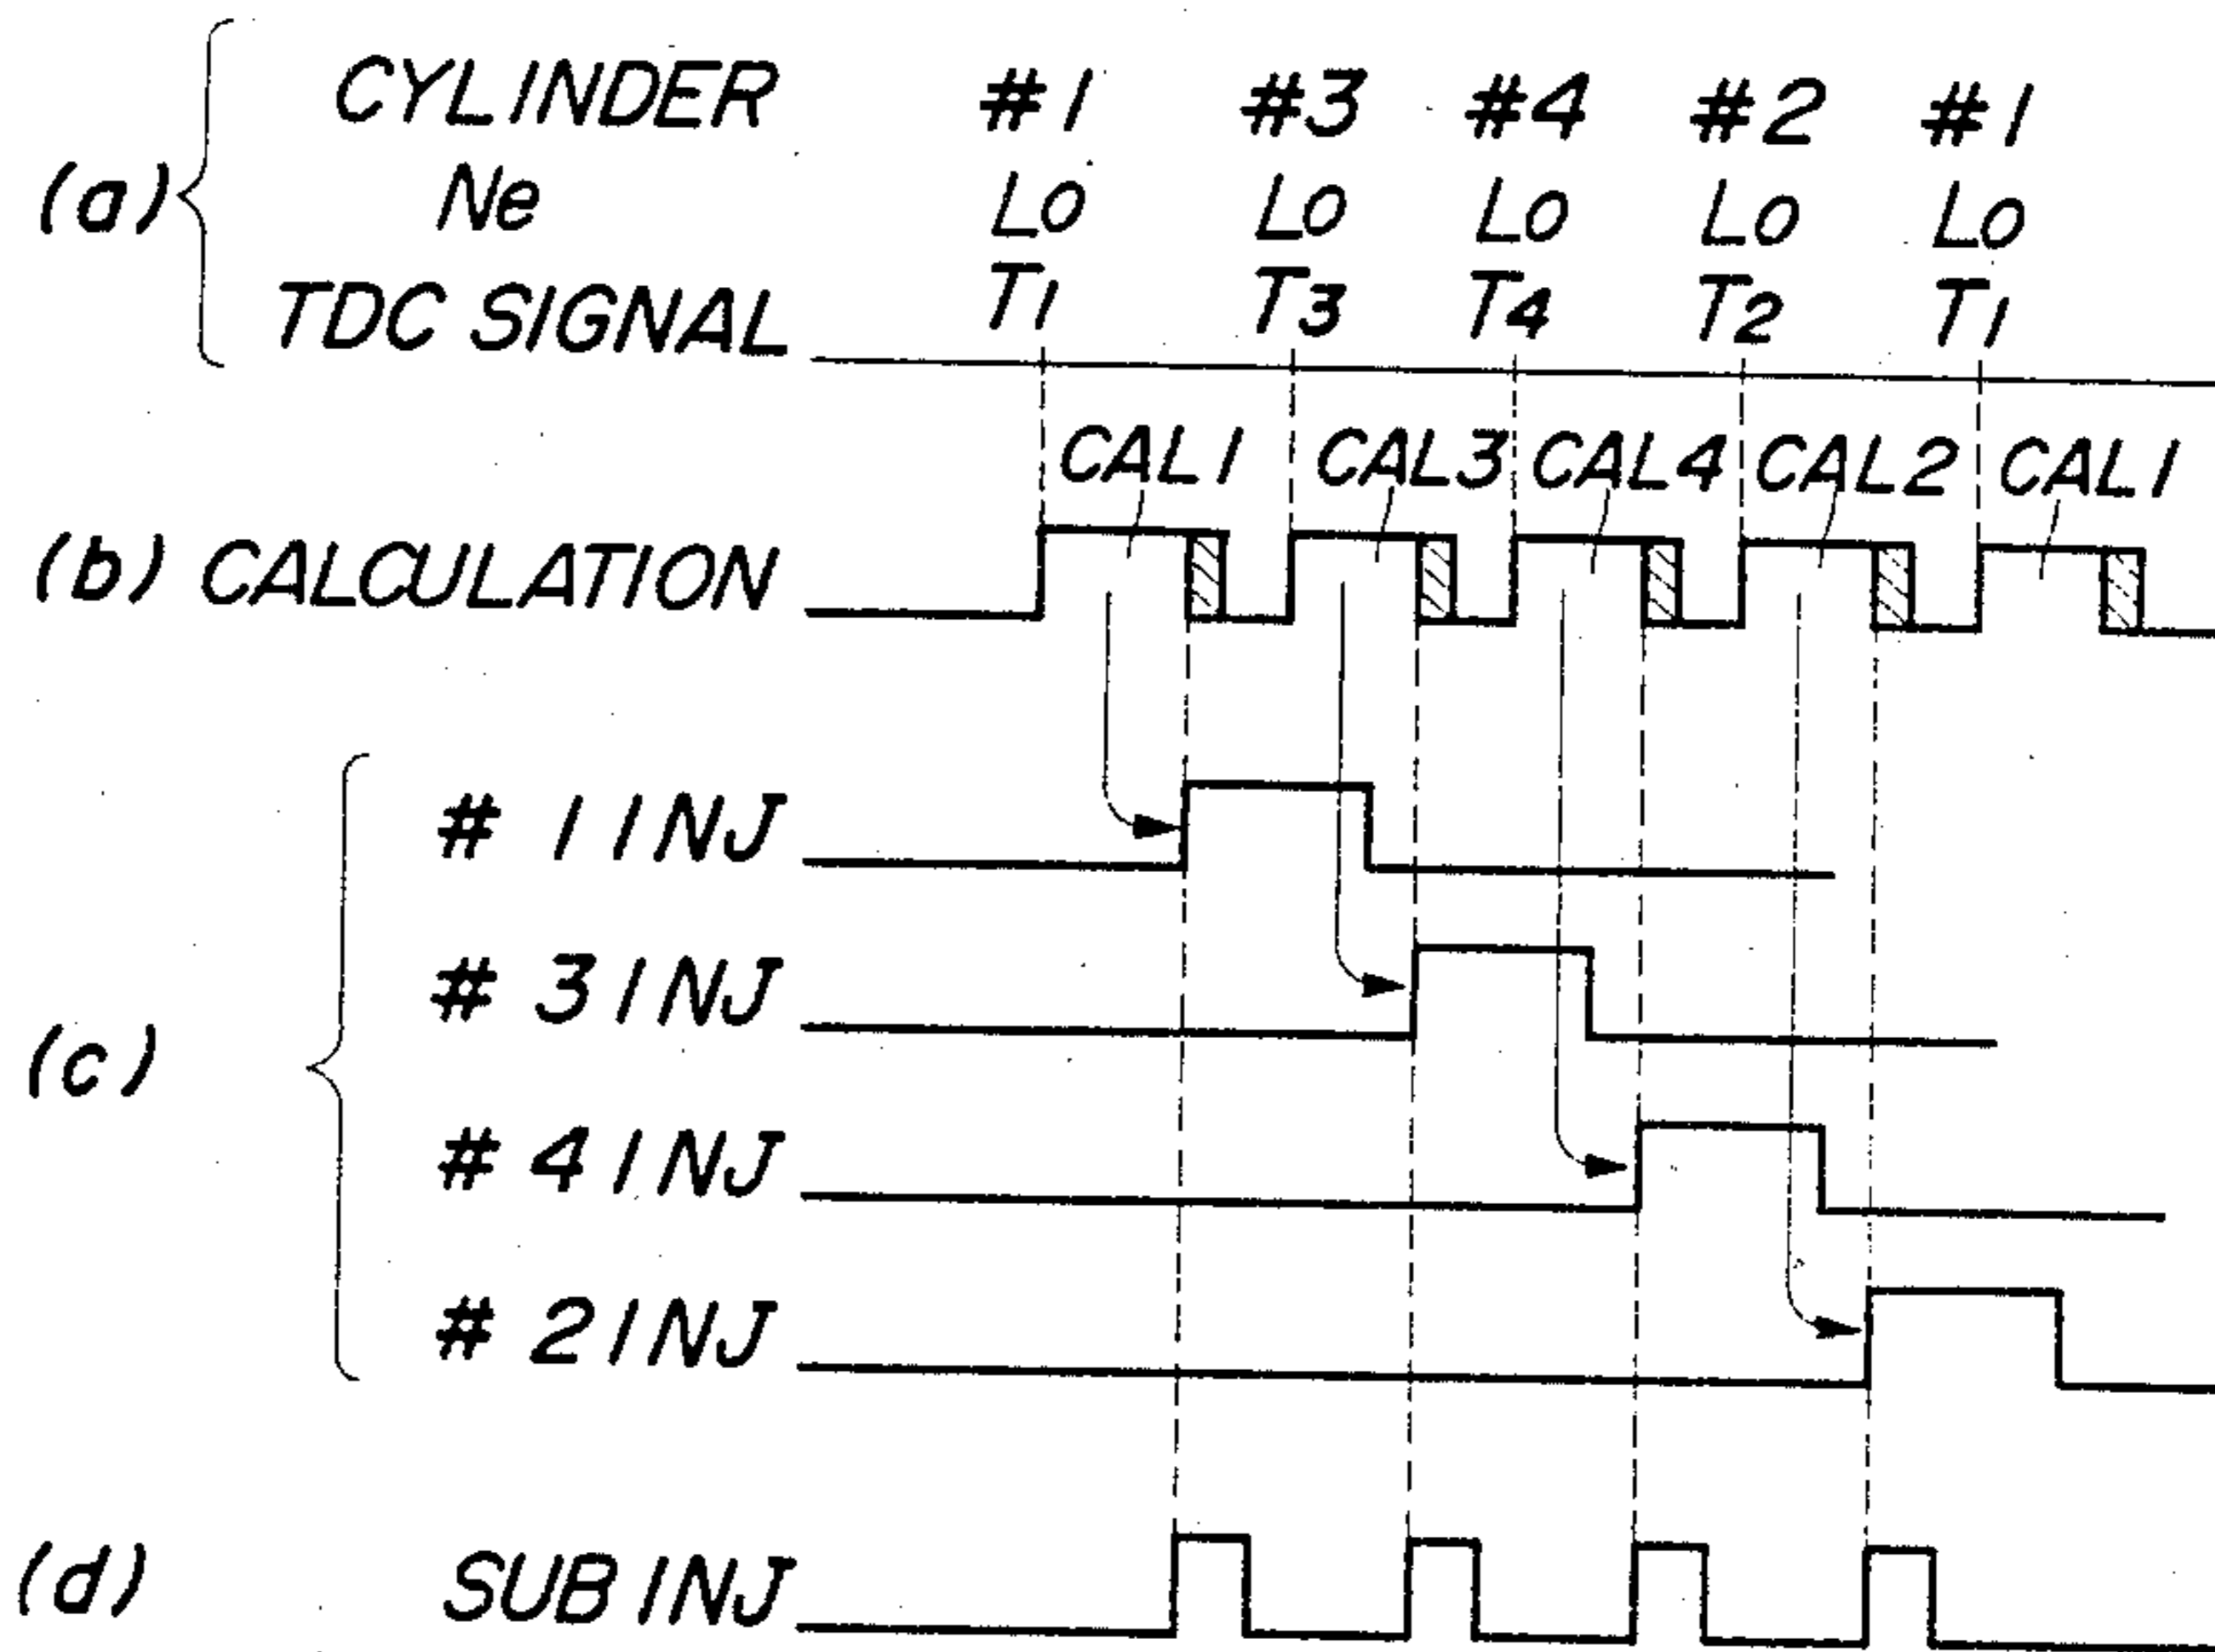 (a)
CYLINDER #1 #3 #4 #2 #1
Ne Lo Lo Lo Lo Lo
TDC SIGNAL T1 T3 T4 T2 T1
CAL1 CAL3 CAL4 CAL2 CAL1
(b) CALCULATION
(c)
#1 INJ
#3 INJ
#4 INJ
#2 INJ
(d) SUB INJ